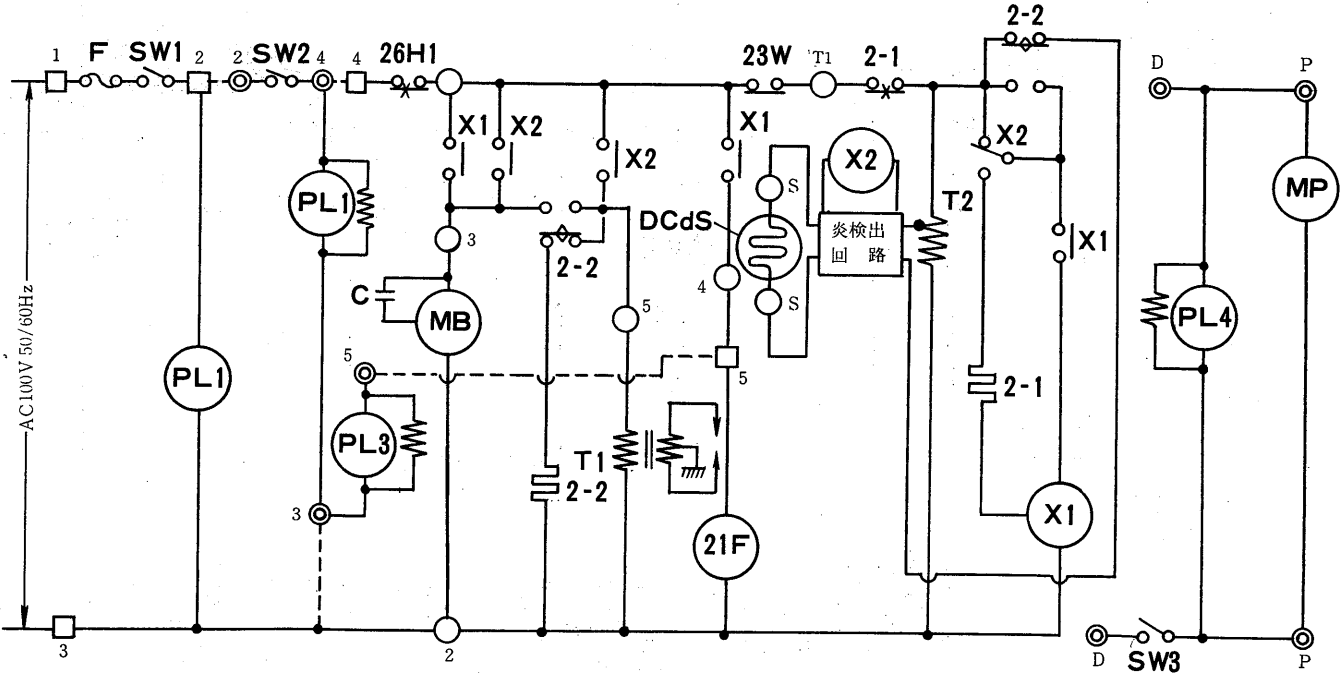 2-2
1
F
SW1
2
2
SW2
4
4
26H1
23W
T1
2-1
D
P
X1
X2
X2
X1
X2
X2
MP
PL1
S
T2
DCdS
炎検出
回路
X1
3
2-2
4
S
C
MB
5
PL4
AC100V 50/60Hz
PL1
5
5
2-1
PL3
T1
2-2
3
X1
21F
3
2
D
SW3
P